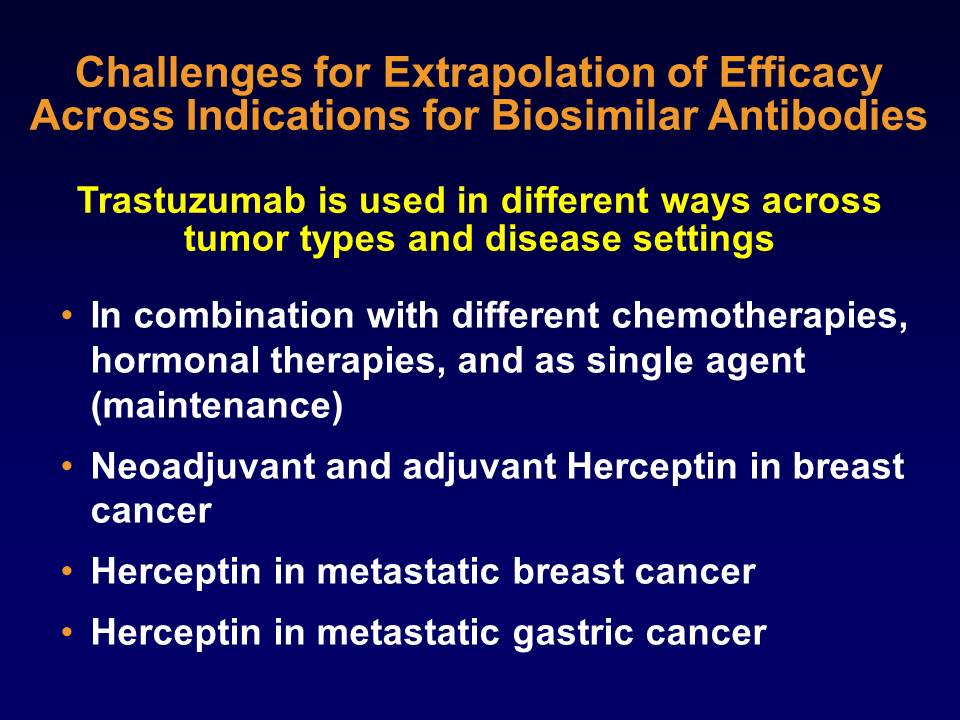 Challenges for Extrapolation of Efficacy
Across Indications for Biosimilar Antibodies
Trastuzumab is used in different ways across
tumor types and disease settings
• In combination with different chemotherapies,
hormonal therapies, and as single agent
(maintenance)
• Neoadjuvant and adjuvant Herceptin in breast
cancer
• Herceptin in metastatic breast cancer
• Herceptin in metastatic gastric cancer